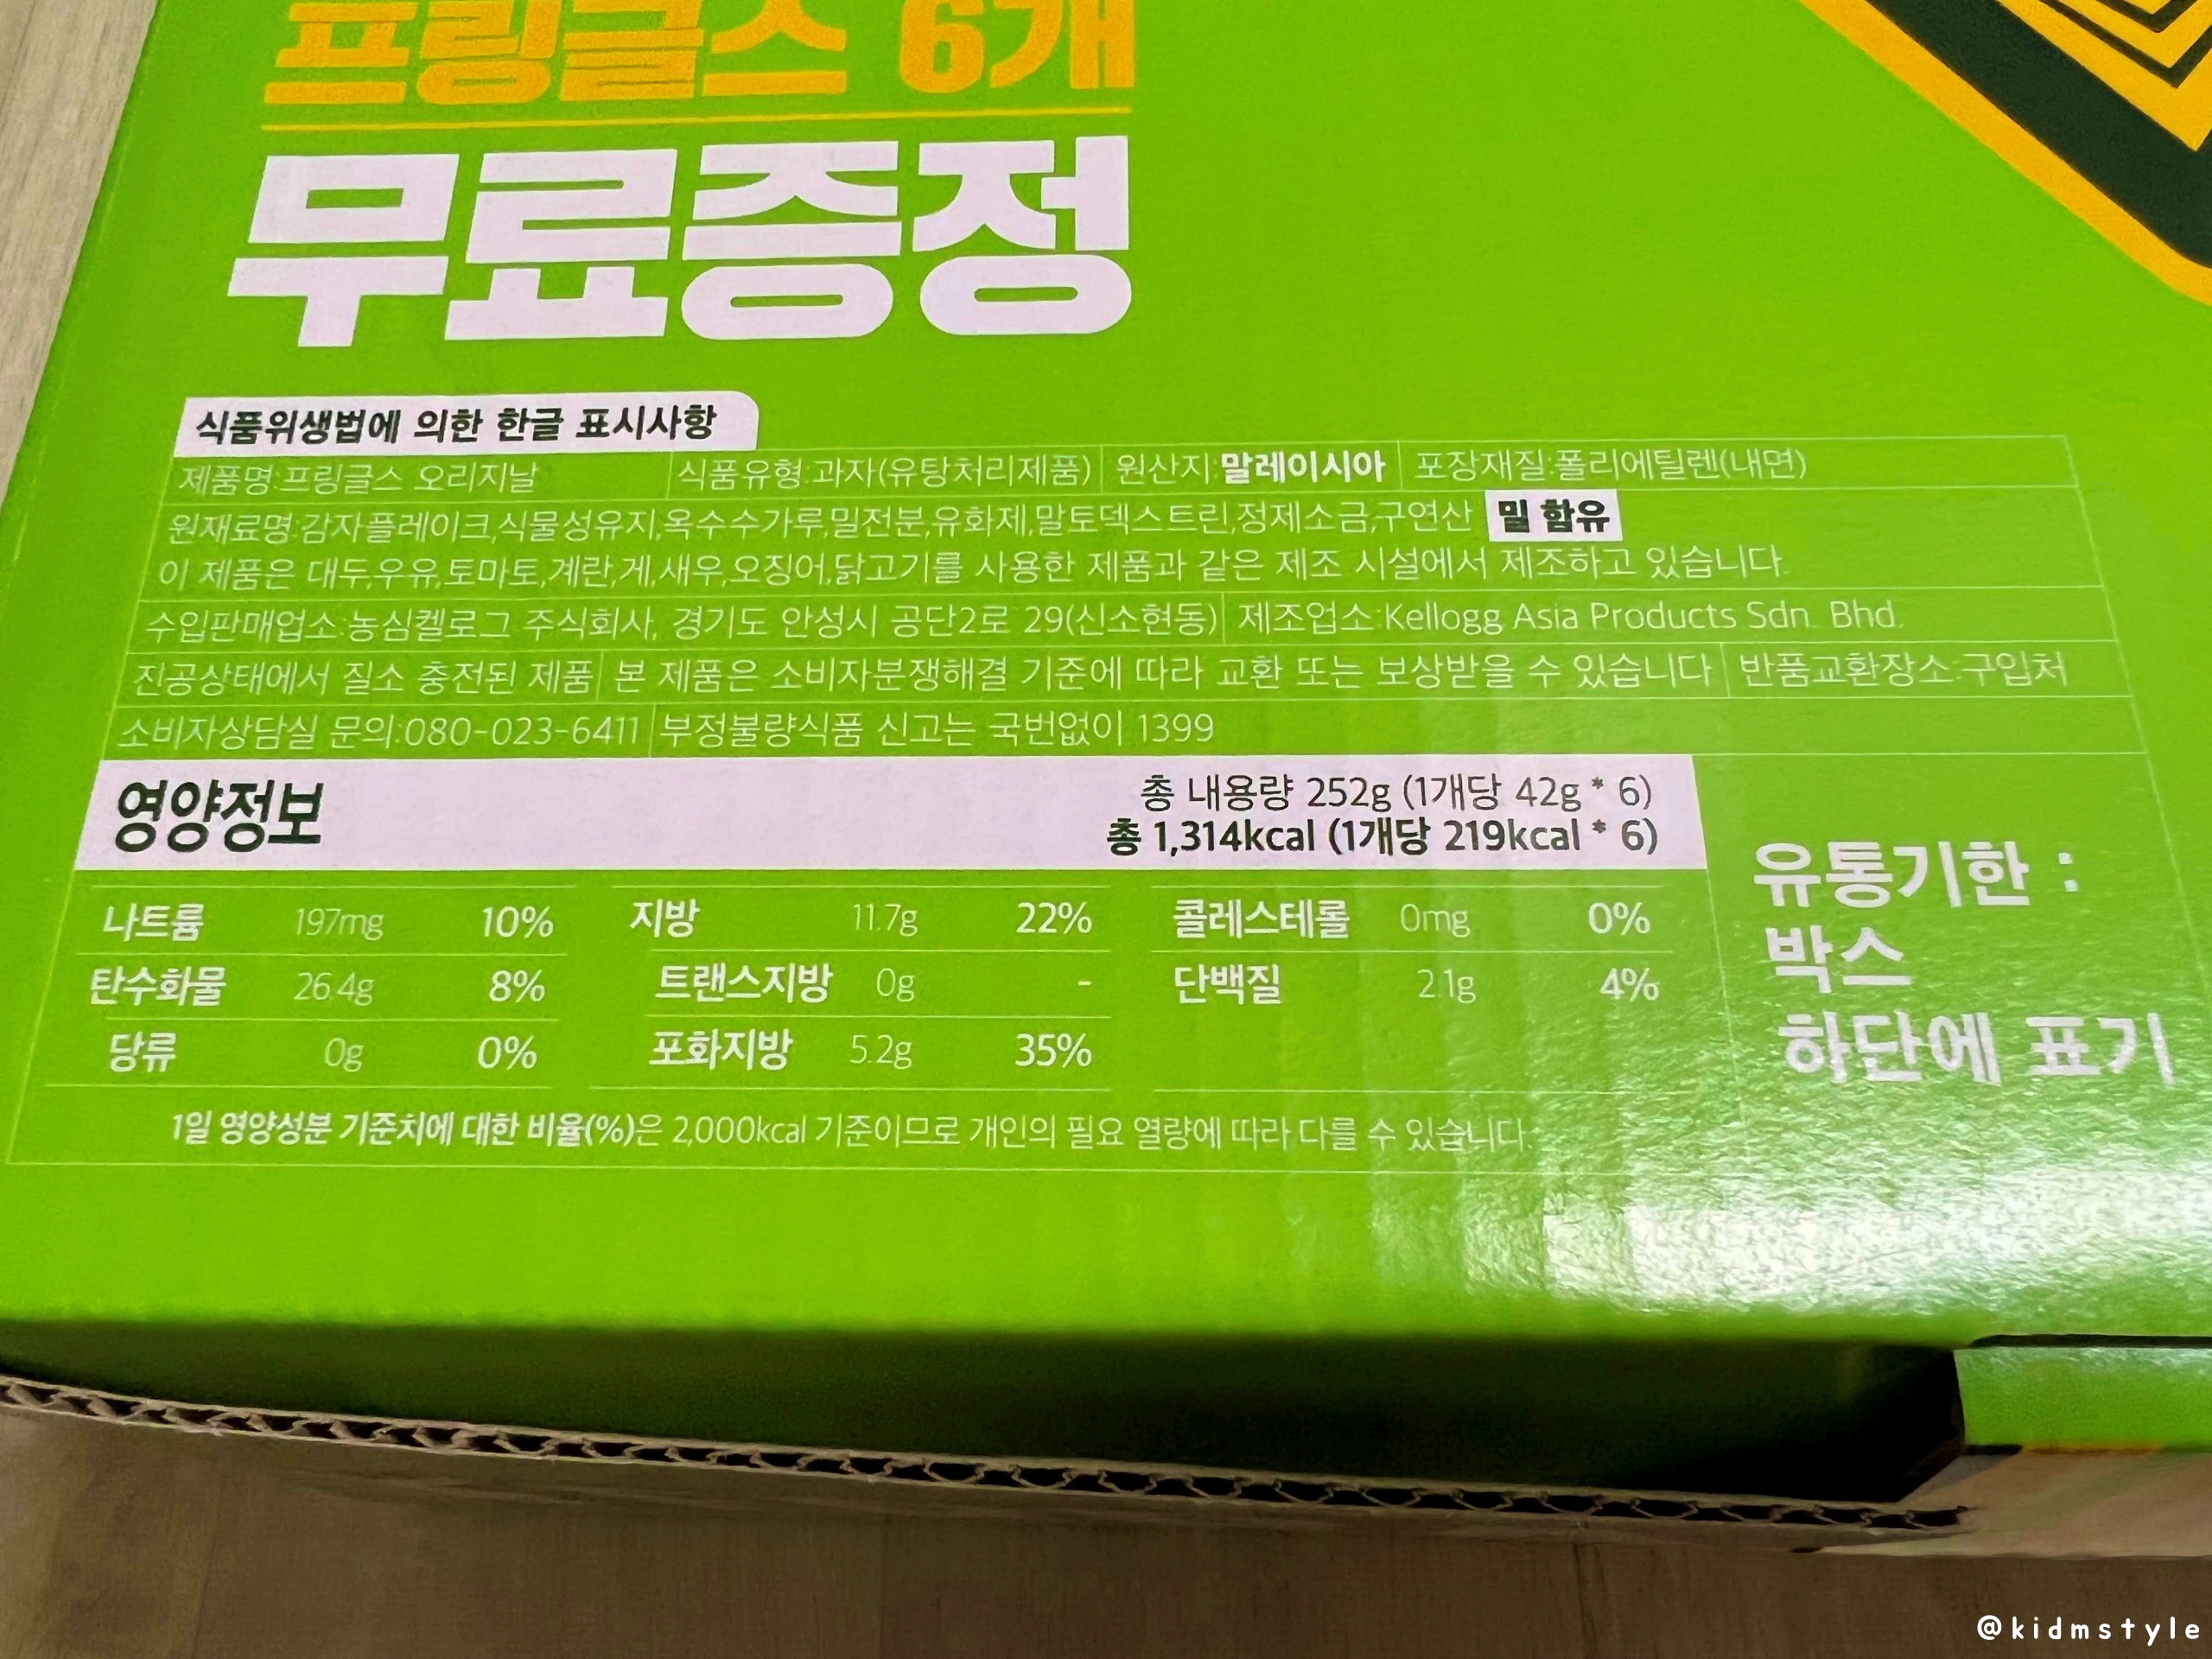 프링글스 6개
무료증정
식품위생법에 의한 한글 표시사항
제품명:프링글스 오리지날 식품유형:과자(유탕처리제품) 원산지:말레이시아 포장재질:폴리에틸렌(내면)
원재료명:감자플레이크,식물성유지,옥수수가루,밀전분,유화제,말토덱스트린,정제소금,구연산 밀 함유
이 제품은 대두,우유,토마토,계란,게,새우,오징어,닭고기를 사용한 제품과 같은 제조 시설에서 제조하고 있습니다.
수입판매업소:농심켈로그 주식회사, 경기도 안성시 공단2로 29(신소현동) 제조업소:Kellogg Asia Products Sdn. Bhd.
진공상태에서 질소 충전된 제품 본 제품은 소비자분쟁해결 기준에 따라 교환 또는 보상받을 수 있습니다 반품교환장소:구입처
소비자상담실 문의:080-023-6411 부정불량식품 신고는 국번없이 1399
영양정보
총 내용량 252g (1개당 42g * 6)
총 1,314kcal (1개당 219kcal * 6)
나트륨 197mg 10% 지방 11.7g 22% 콜레스테롤 0mg 0%
탄수화물 26.4g 8% 트랜스지방 0g - 단백질 2.1g 4%
당류 0g 0% 포화지방 5.2g 35%
1일 영양성분 기준치에 대한 비율(%)은 2,000kcal 기준이므로 개인의 필요 열량에 따라 다를 수 있습니다.
유통기한 :
박스
하단에 표기
@kidmstyle